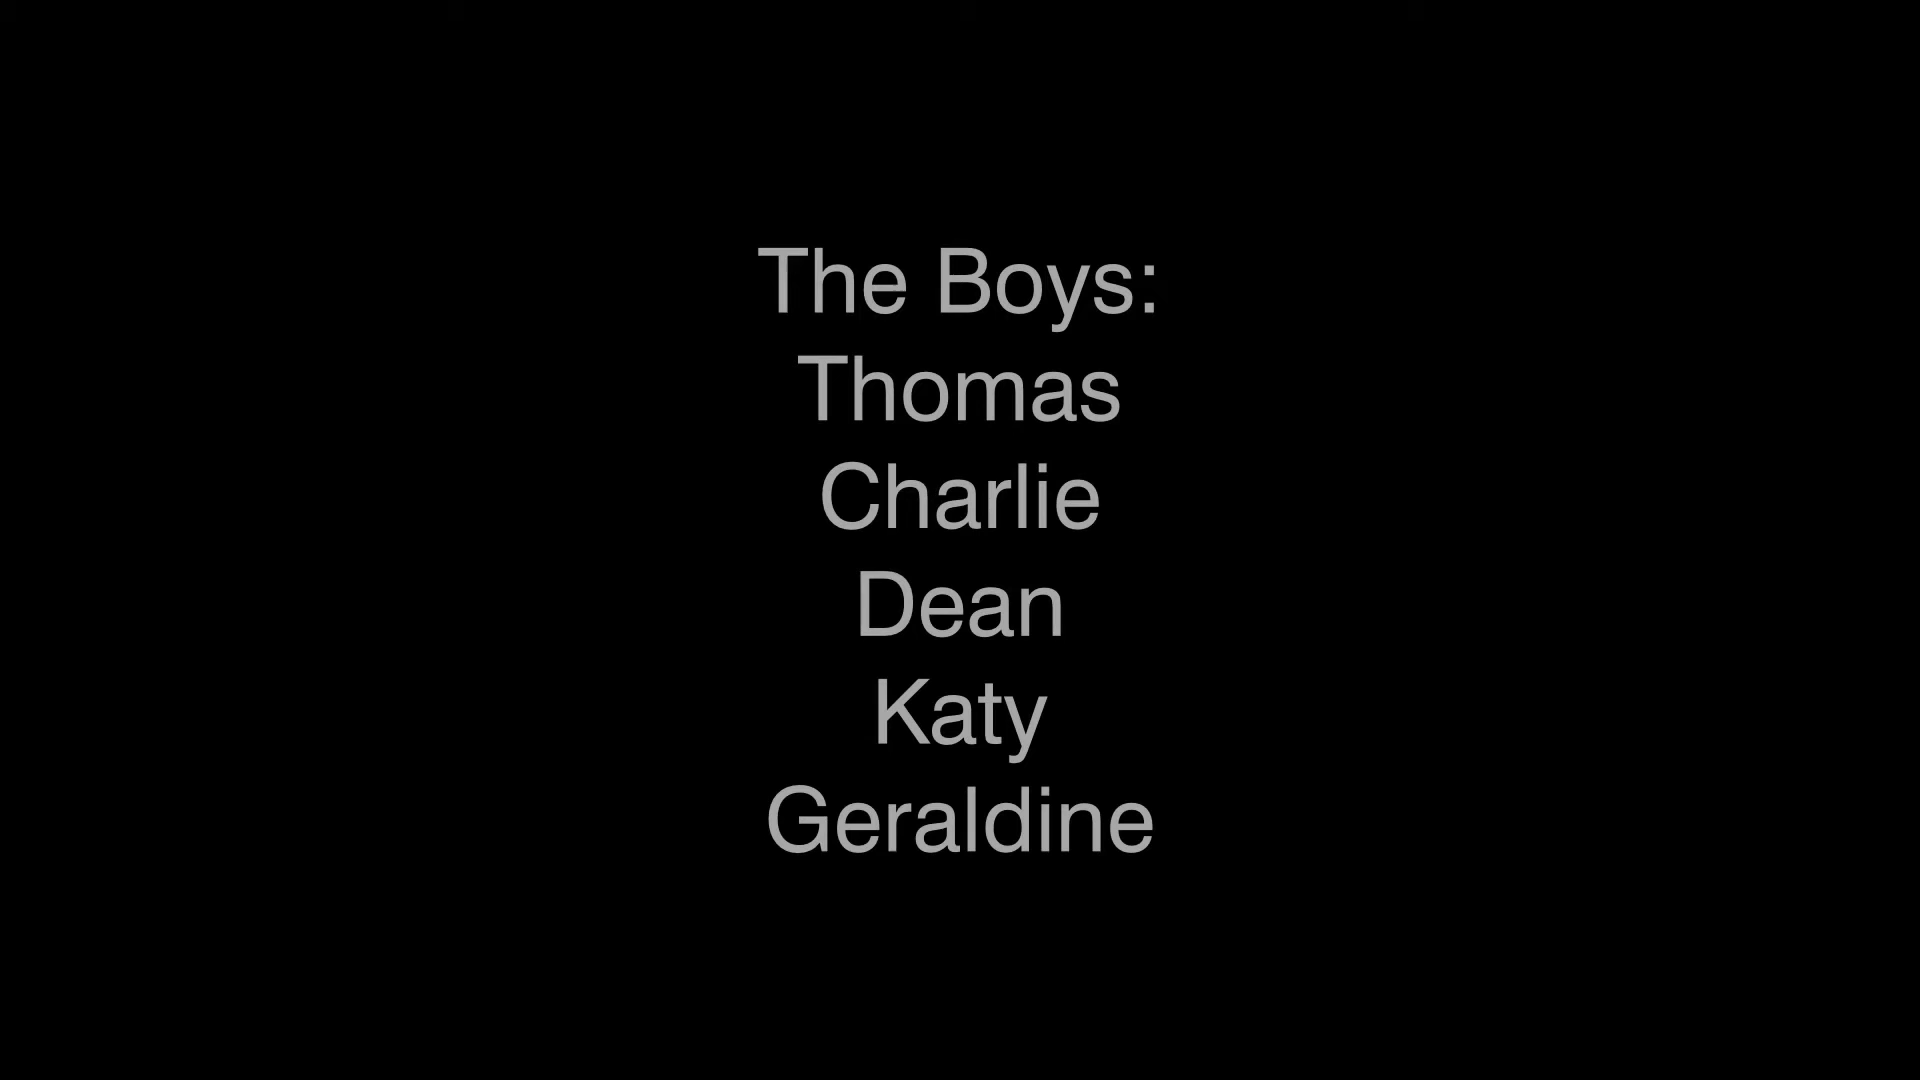 The Boys:
Thomas
Charlie
Dean
Katy
Geraldine